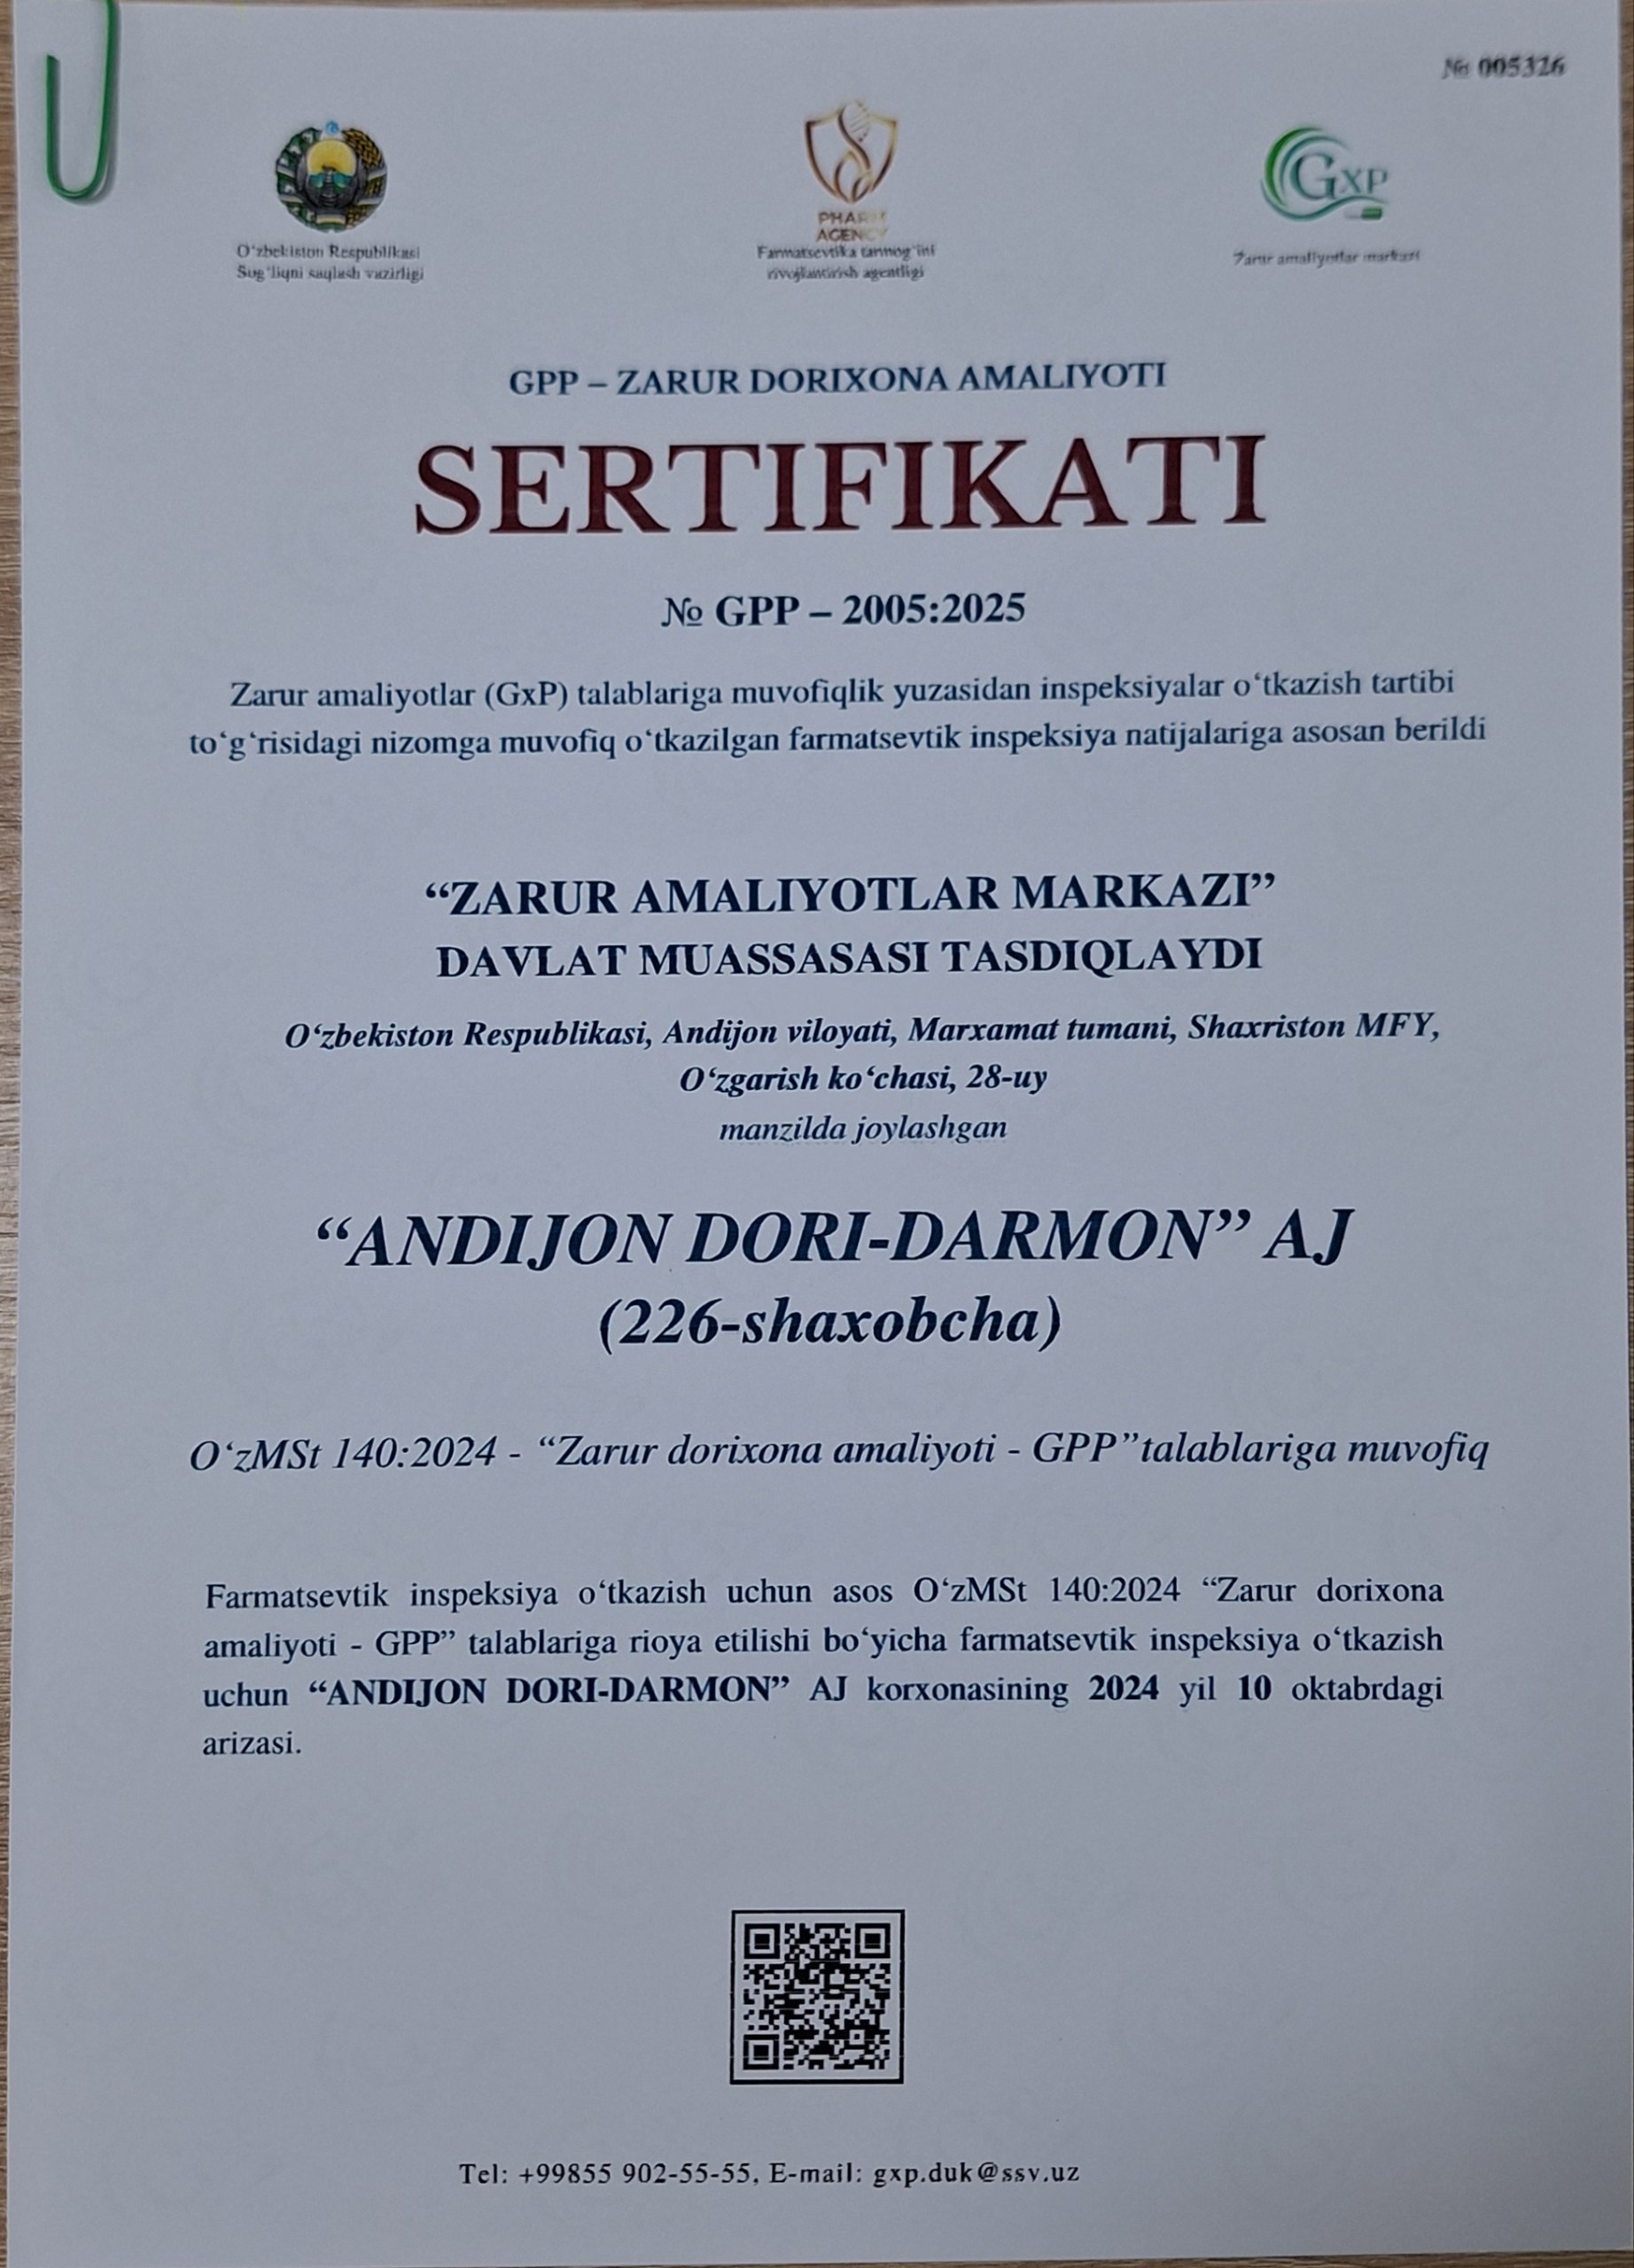 № 005326
O‘zbekiston Respublikasi
Sog‘liqni saqlash vazirligi
PHARM
AGENCY
Farmatsevtika tarmog‘ini
rivojlantirish agentligi
GXP
Zarur amaliyotlar markazi
GPP – ZARUR DORIXONA AMALIYOTI
SERTIFIKATI
№ GPP – 2005:2025
Zarur amaliyotlar (GxP) talablariga muvofiqlik yuzasidan inspeksiyalar o‘tkazish tartibi
to‘g‘risidagi nizomga muvofiq o‘tkazilgan farmatsevtik inspeksiya natijalariga asosan berildi
“ZARUR AMALIYOTLAR MARKAZI”
DAVLAT MUASSASASI TASDIQLAYDI
O‘zbekiston Respublikasi, Andijon viloyati, Marxamat tumani, Shaxriston MFY,
O‘zgarish ko‘chasi, 28-uy
manzilda joylashgan
“ANDIJON DORI-DARMON” AJ
(226-shaxobcha)
O‘zMSt 140:2024 - “Zarur dorixona amaliyoti - GPP”talablariga muvofiq
Farmatsevtik inspeksiya o‘tkazish uchun asos O‘zMSt 140:2024 “Zarur dorixona
amaliyoti - GPP” talablariga rioya etilishi bo‘yicha farmatsevtik inspeksiya o‘tkazish
uchun “ANDIJON DORI-DARMON” AJ korxonasining 2024 yil 10 oktabrdagi
arizasi.
Tel: +99855 902-55-55, E-mail: gxp.duk@ssv.uz